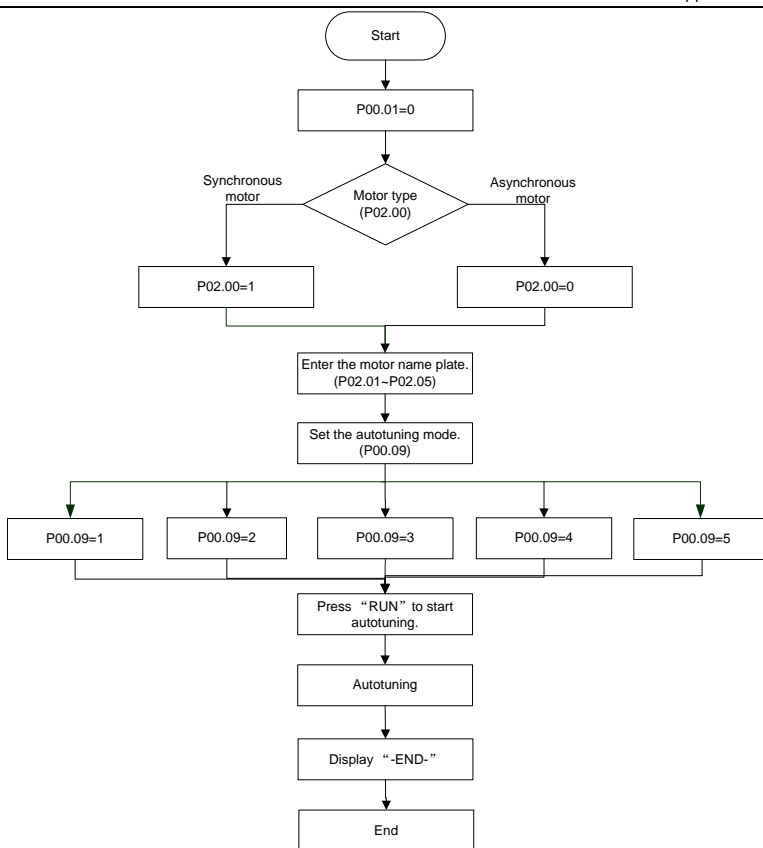 Start
P00.01=0
Synchronous
motor
Motor type
(P02.00)
Asynchronous
motor
P02.00=1
P02.00=0
Enter the motor name plate.
(P02.01~P02.05)
Set the autotuning mode.
(P00.09)
P00.09=1
P00.09=2
P00.09=3
P00.09=4
P00.09=5
Press “RUN” to start
autotuning.
Autotuning
Display “-END-”
End